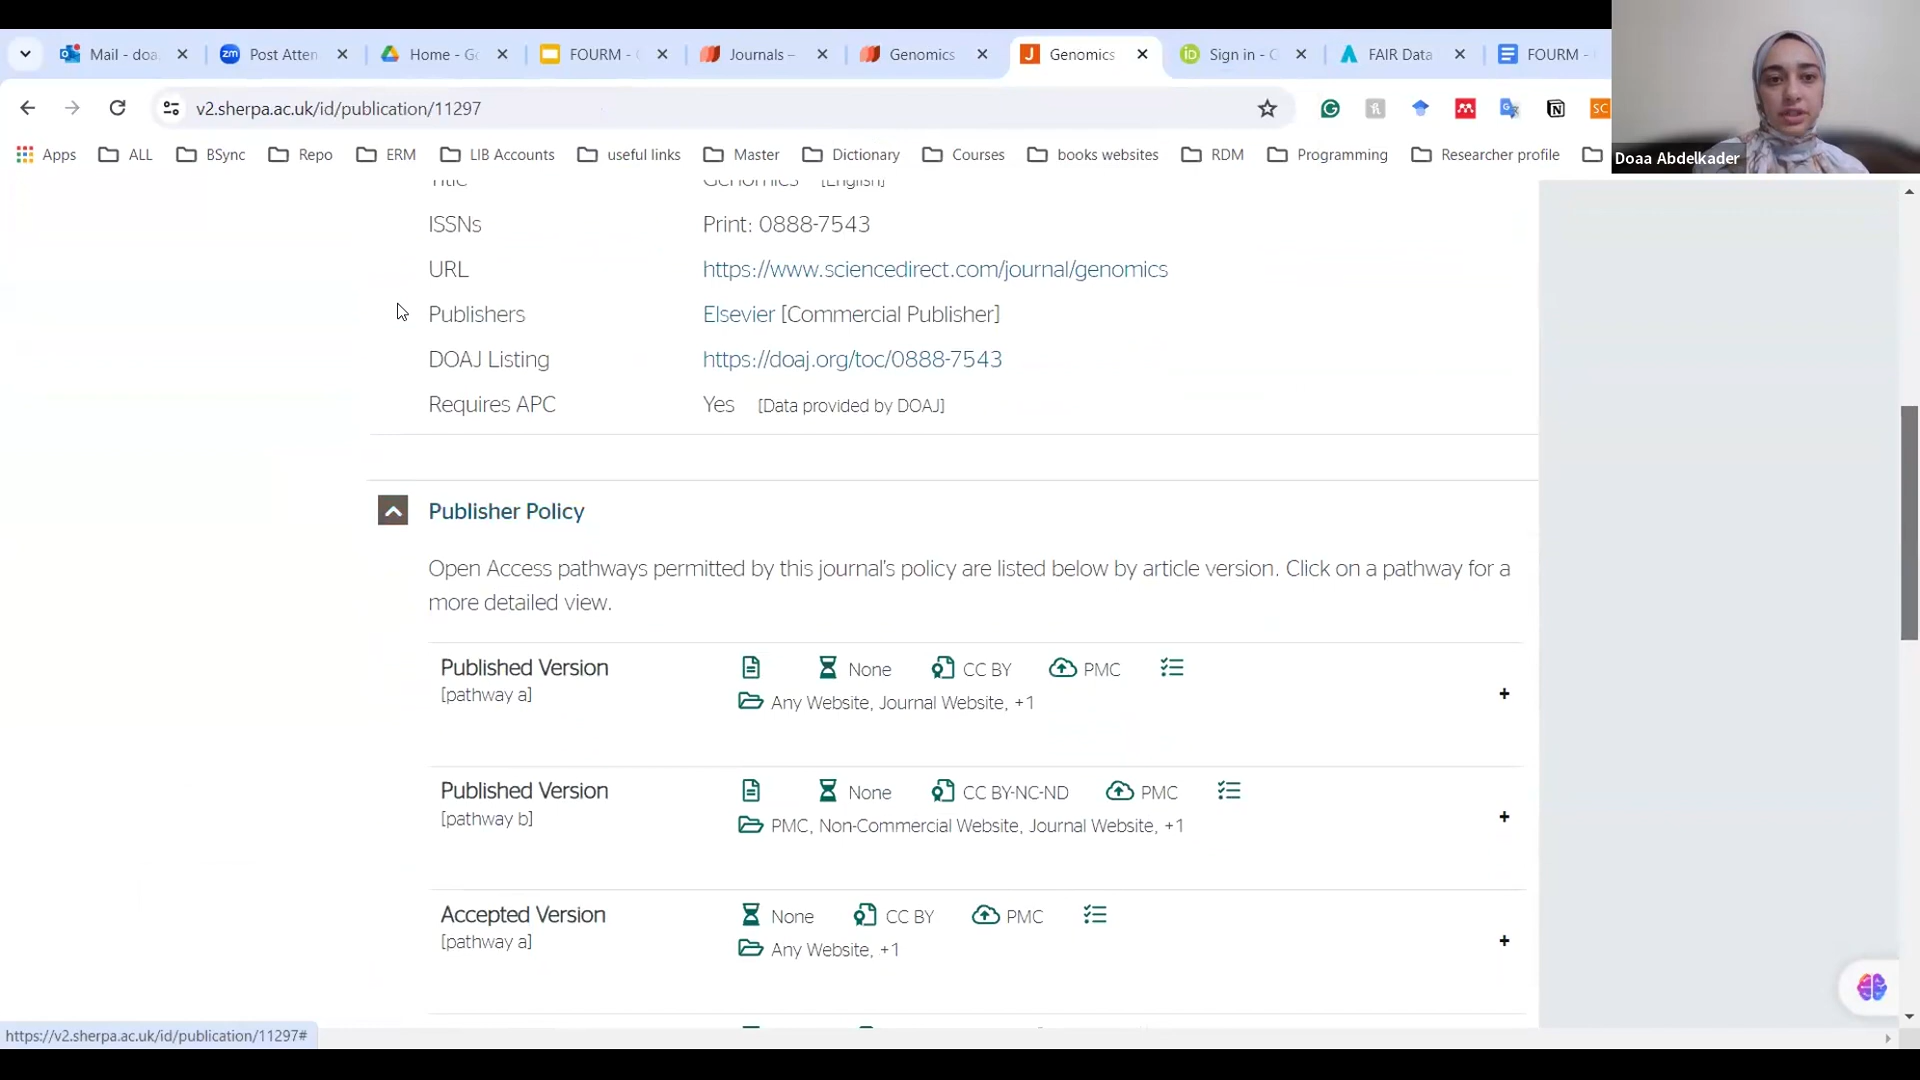 Mail - doa
Post Atten
Home - Go
FOURM - G
Journals –
Genomics
Genomics
Sign in - O
FAIR Data
FOURM -
v2.sherpa.ac.uk/id/publication/11297
SC
Apps
ALL
BSync
Repo
ERM
LIB Accounts
useful links
Master
Dictionary
Courses
books websites
RDM
Programming
Researcher profile
Doaa Abdelkader
Title Genomics [English]
ISSNs Print: 0888-7543
URL https://www.sciencedirect.com/journal/genomics
Publishers Elsevier [Commercial Publisher]
DOAJ Listing https://doaj.org/toc/0888-7543
Requires APC Yes [Data provided by DOAJ]
Publisher Policy
Open Access pathways permitted by this journal's policy are listed below by article version. Click on a pathway for a
more detailed view.
Published Version None CC BY PMC
[pathway a] Any Website, Journal Website, +1
+
Published Version None CC BY-NC-ND PMC
[pathway b] PMC, Non-Commercial Website, Journal Website, +1
+
Accepted Version None CC BY PMC
[pathway a] Any Website, +1
+
https://v2.sherpa.ac.uk/id/publication/11297#